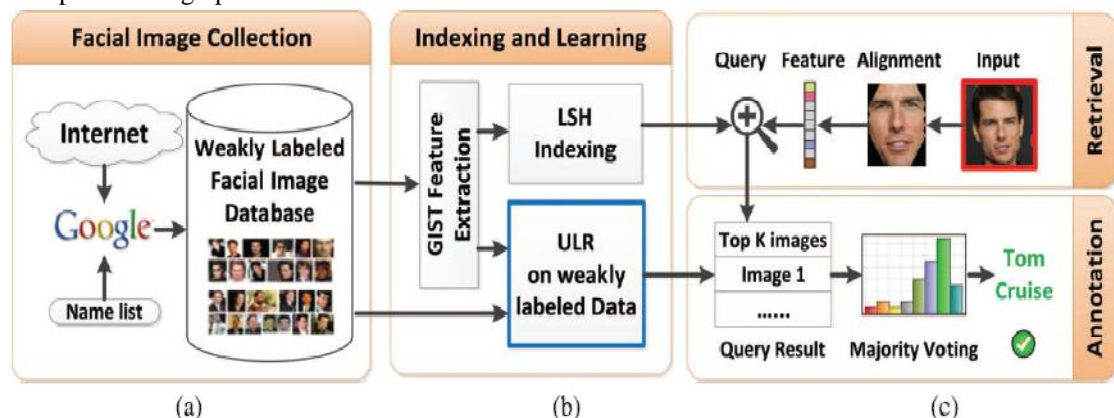 Facial Image Collection
Internet
Google
Name list
Weakly Labeled
Facial Image
Database
(a)
Indexing and Learning
GIST Feature
Extraction
LSH
Indexing
ULR
on weakly
labeled Data
(b)
Query Feature Alignment Input
Retrieval
Top K images
Image 1
......
Query Result
Majority Voting
Tom
Cruise
Annotation
(c)